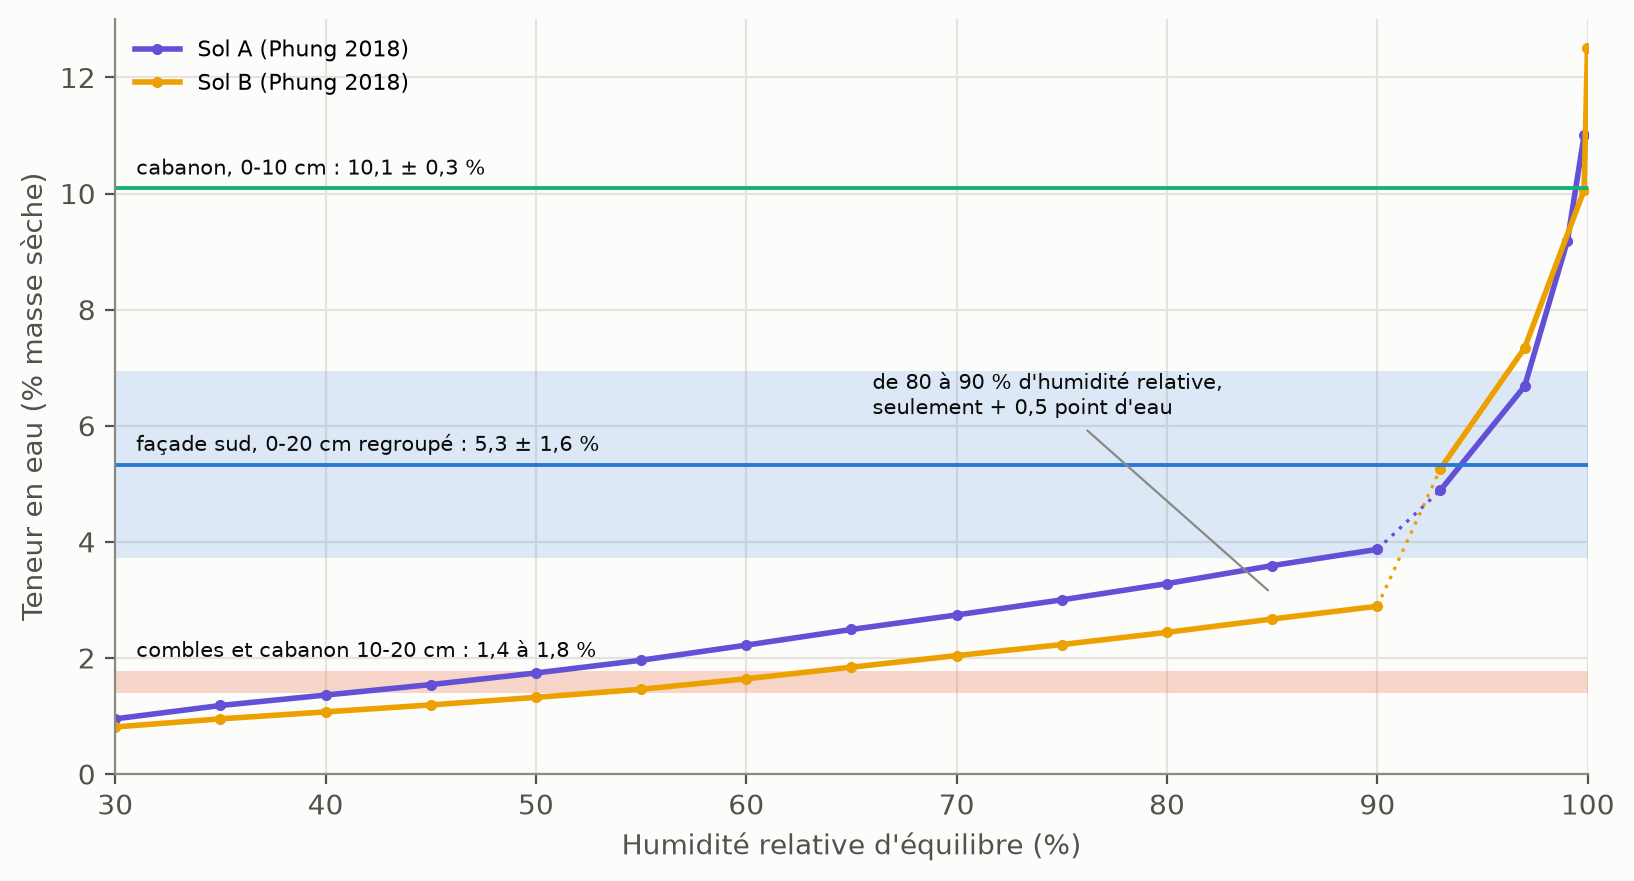 Sol A (Phung 2018)
Sol B (Phung 2018)
cabanon, 0-10 cm : 10,1 ± 0,3 %
de 80 à 90 % d'humidité relative,
seulement + 0,5 point d'eau
façade sud, 0-20 cm regroupé : 5,3 ± 1,6 %
combles et cabanon 10-20 cm : 1,4 à 1,8 %
Teneur en eau (% masse sèche)
12
10
8
6
4
2
0
30 40 50 60 70 80 90 100
Humidité relative d'équilibre (%)